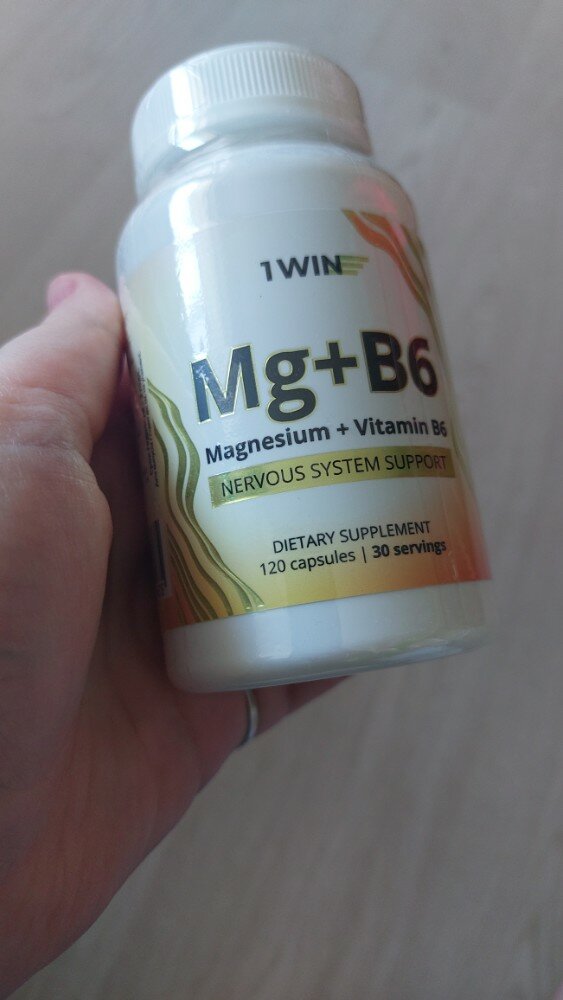 1WIN
Mg+B6
Magnesium + Vitamin B6
NERVOUS SYSTEM SUPPORT
DIETARY SUPPLEMENT
120 capsules | 30 servings